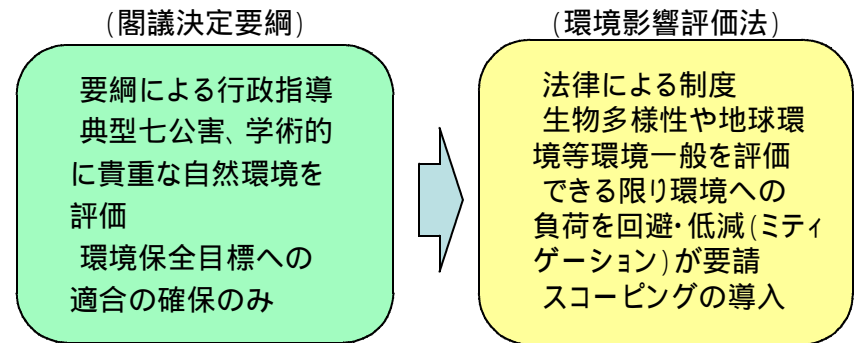 (閣議決定要綱)
要綱による行政指導
典型七公害、学術的
に貴重な自然環境を
評価
環境保全目標への
適合の確保のみ
(環境影響評価法)
法律による制度
生物多様性や地球環
境等環境一般を評価
できる限り環境への
負荷を回避・低減(ミティ
ゲーション)が要請
スコーピングの導入